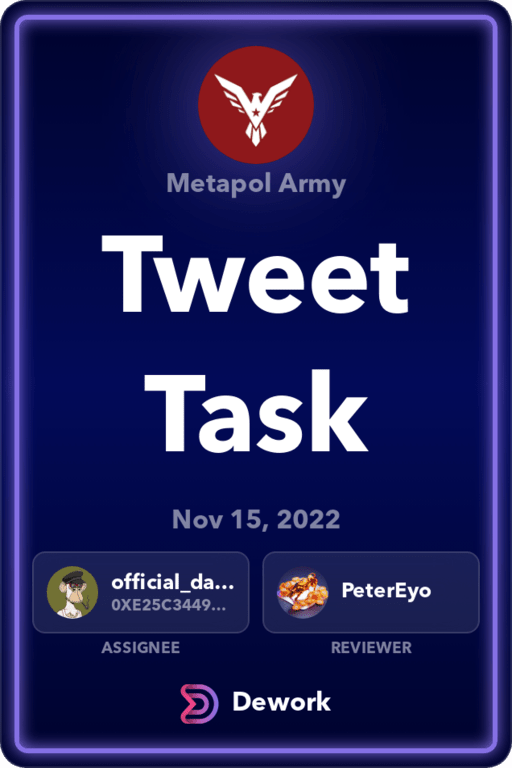 Metapol Army
Tweet
Task
Nov 15, 2022
official_da...
0XE25C3449...
PeterEyo
ASSIGNEE
REVIEWER
Dework